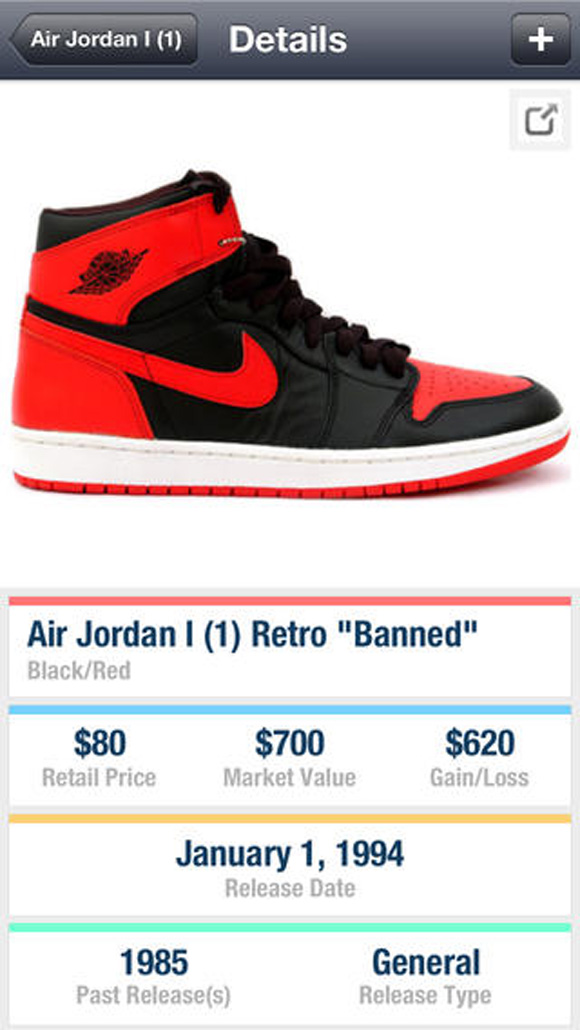 Air Jordan I (1)
Details
+
Air Jordan I (1) Retro "Banned"
Black/Red
$80 $700 $620
Retail Price Market Value Gain/Loss
January 1, 1994
Release Date
1985 General
Past Release(s) Release Type